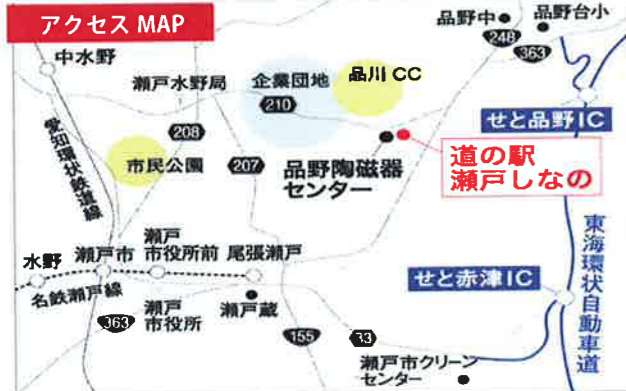 アクセス MAP
品野中
品野台小
248
363
中水野
瀬戸水野局
企業団地
品川 CC
210
せと品野IC
愛知環状鉄道線
208
市民公園
207
品野陶磁器
センター
道の駅
瀬戸しなの
東海環状自動車道
水野
瀬戸市
瀬戸
市役所前
尾張瀬戸
せと赤津IC
名鉄瀬戸線
363
瀬戸
市役所
瀬戸蔵
155
33
瀬戸市クリーン
センター